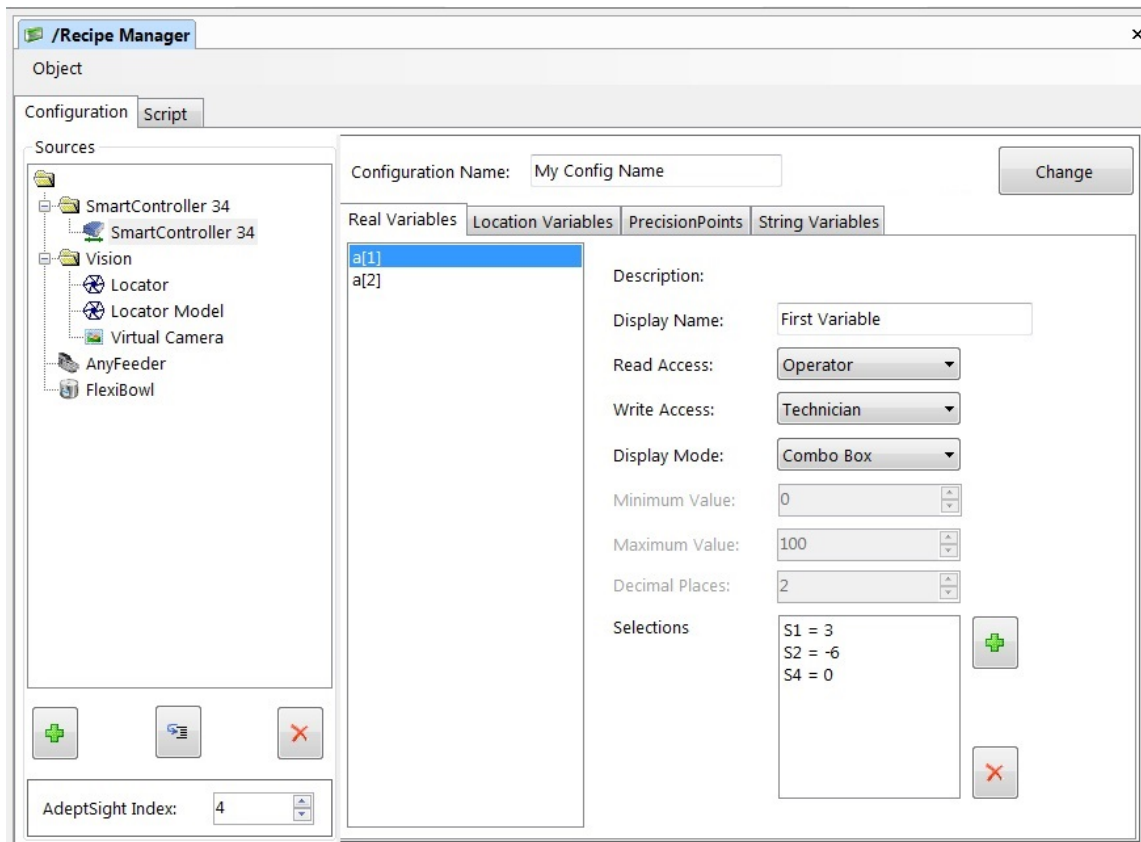 /Recipe Manager
Object
Configuration Script
Sources
SmartController 34
SmartController 34
Vision
Locator
Locator Model
Virtual Camera
AnyFeeder
FlexiBowl
AdeptSight Index: 4
Configuration Name: My Config Name
Change
Real Variables Location Variables PrecisionPoints String Variables
a[1]
a[2]
Description:
Display Name: First Variable
Read Access: Operator
Write Access: Technician
Display Mode: Combo Box
Minimum Value: 0
Maximum Value: 100
Decimal Places: 2
Selections
S1 = 3
S2 = -6
S4 = 0